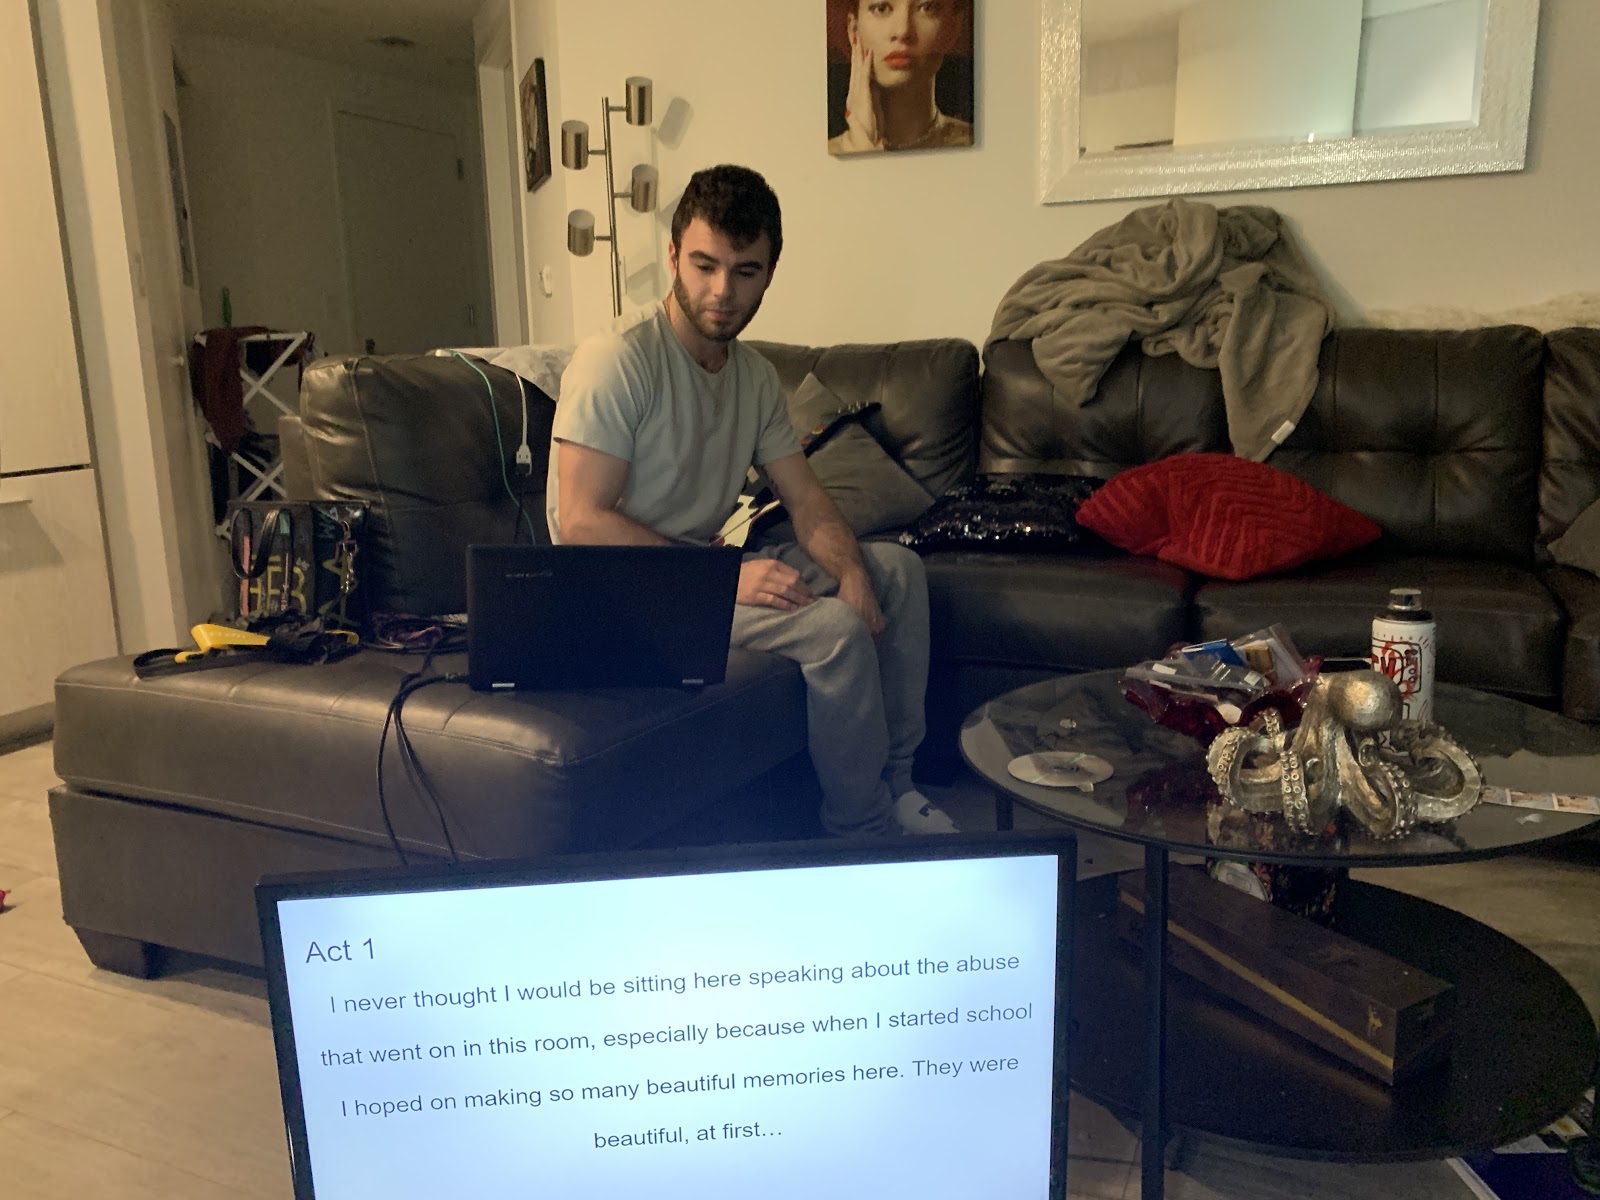 Act 1
I never thought I would be sitting here speaking about the abuse
that went on in this room, especially because when I started school
I hoped on making so many beautiful memories here. They were
beautiful, at first...